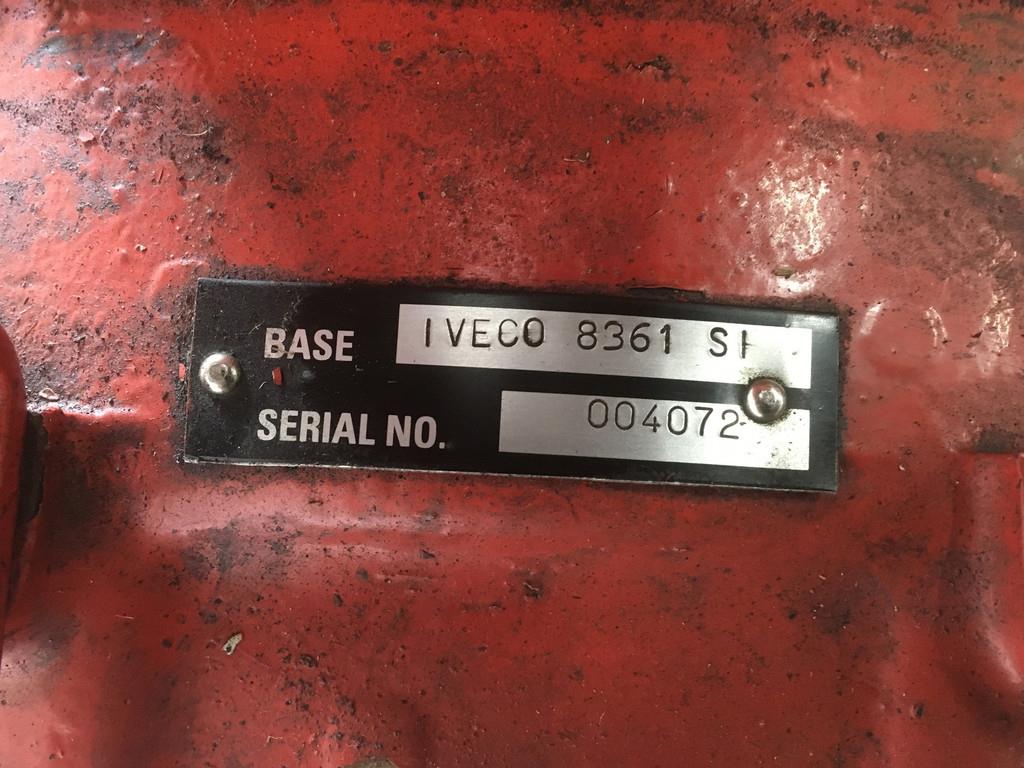 BASE IVECO 8361 SI
SERIAL NO. 004072